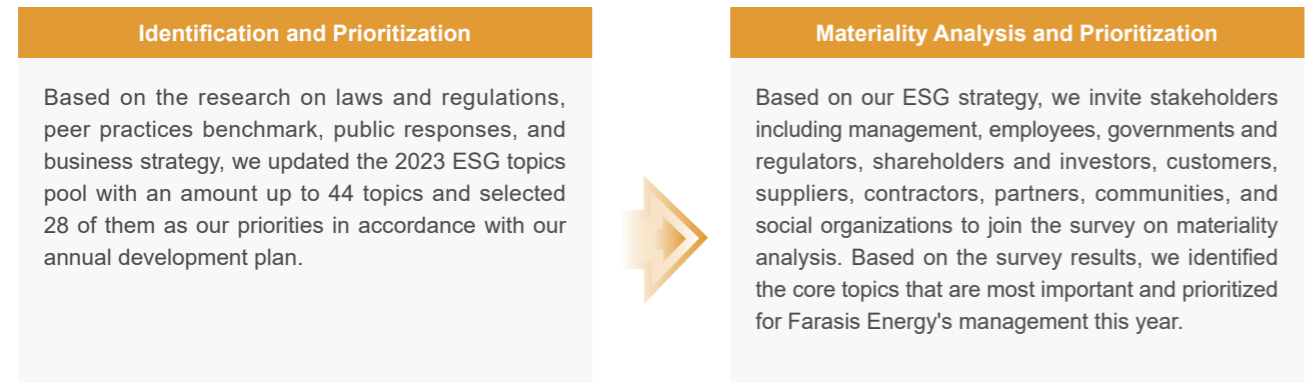 Identification and Prioritization
Based on the research on laws and regulations,
peer practices benchmark, public responses, and
business strategy, we updated the 2023 ESG topics
pool with an amount up to 44 topics and selected
28 of them as our priorities in accordance with our
annual development plan.
Materiality Analysis and Prioritization
Based on our ESG strategy, we invite stakeholders
including management, employees, governments and
regulators, shareholders and investors, customers,
suppliers, contractors, partners, communities, and
social organizations to join the survey on materiality
analysis. Based on the survey results, we identified
the core topics that are most important and prioritized
for Farasis Energy's management this year.